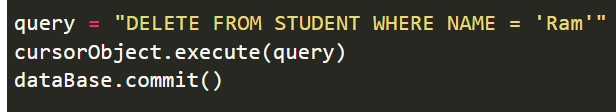 query = "DELETE FROM STUDENT WHERE NAME = 'Ram'"
cursorObject.execute(query)
dataBase.commit()